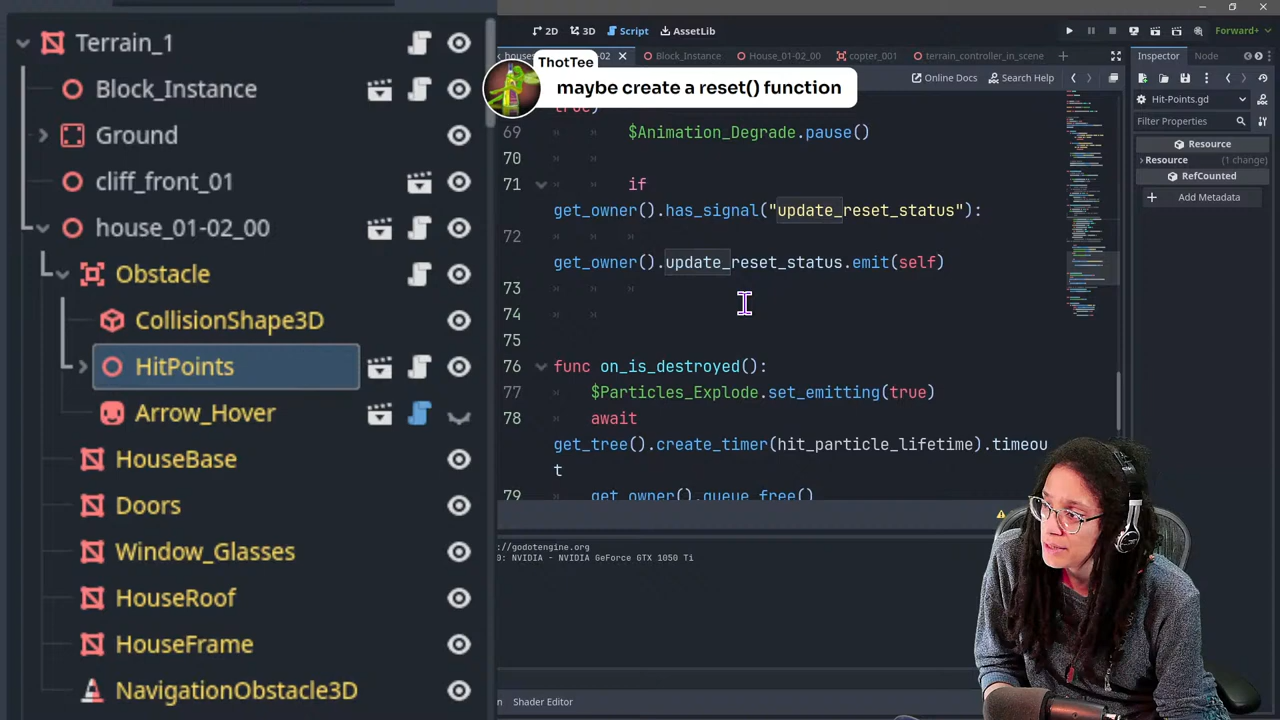 Terrain_1
Block_Instance
Ground
cliff_front_01
house_01-02_00
Obstacle
CollisionShape3D
HitPoints
Arrow_Hover
HouseBase
Doors
Window_Glasses
HouseRoof
HouseFrame
NavigationObstacle3D
2D 3D Script AssetLib
Forward+
Block_Instance House_01-02_00 copter_001 terrain_controller_in_scene
ThotTee
maybe create a reset() function
Online Docs Search Help
69 $Animation_Degrade.pause()
70
71 if
get_owner().has_signal("update_reset_status"):
72
get_owner().update_reset_status.emit(self)
73
74
75
76 func on_is_destroyed():
77 $Particles_Explode.set_emitting(true)
78 await
get_tree().create_timer(hit_particle_lifetime).timeou
t
79 get_owner().queue_free()
://godotengine.org
0: NVIDIA - NVIDIA GeForce GTX 1050 Ti
Shader Editor
Inspector Node
Hit-Points.gd
Filter Properties
Resource
Resource (1 change)
RefCounted
Add Metadata